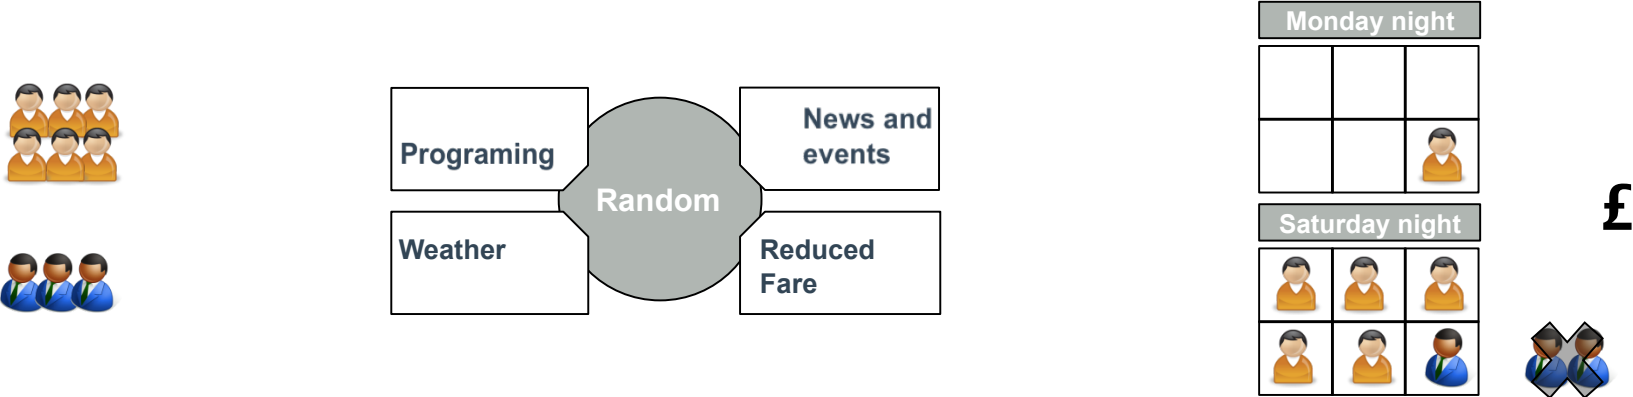 Monday night
Programing
News and
events
Random
£
Weather
Reduced
Fare
Saturday night